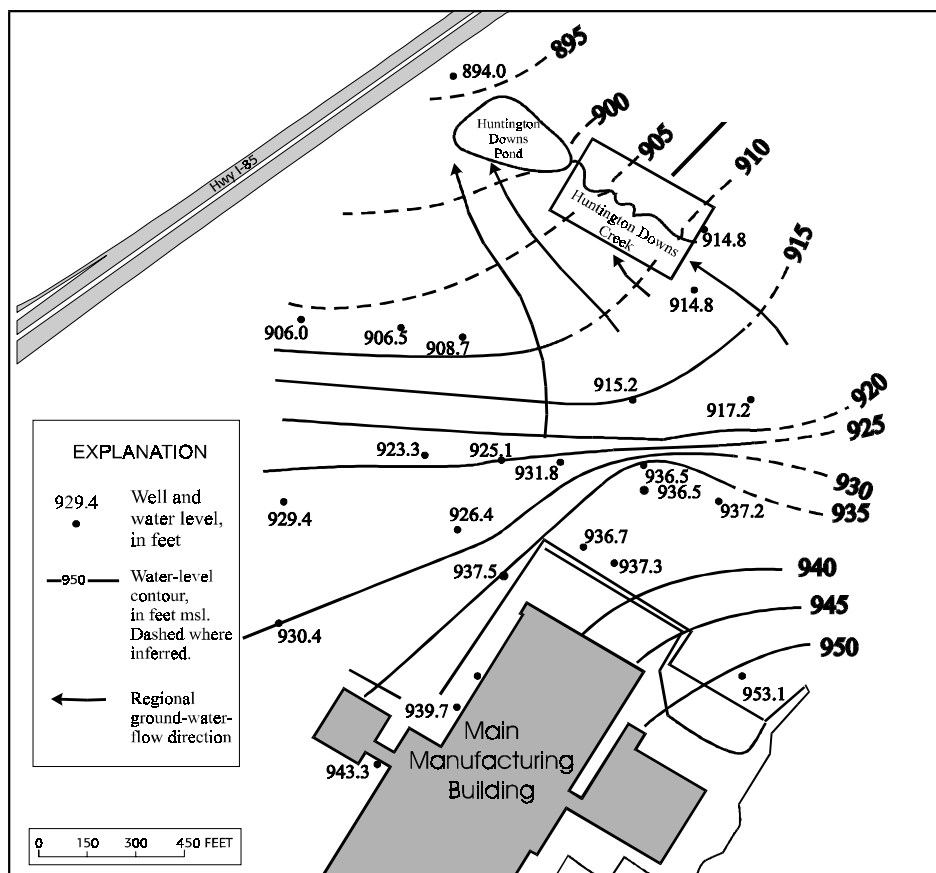 895
894.0
Huntington
Downs
Pond
900
905
910
Hwy I-85
Huntington Downs
Creek
914.8
915
914.8
906.0
906.5
908.7
915.2
917.2
920
925
923.3
925.1
931.8
936.5
936.5
930
937.2
935
929.4
926.4
936.7
937.3
937.5
940
945
950
930.4
953.1
939.7
943.3
Main
Manufacturing
Building
EXPLANATION
929.4
Well and
water level,
in feet
950
Water-level
contour,
in feet msl.
Dashed where
inferred.
Regional
ground-water-
flow direction
0 150 300 450 FEET